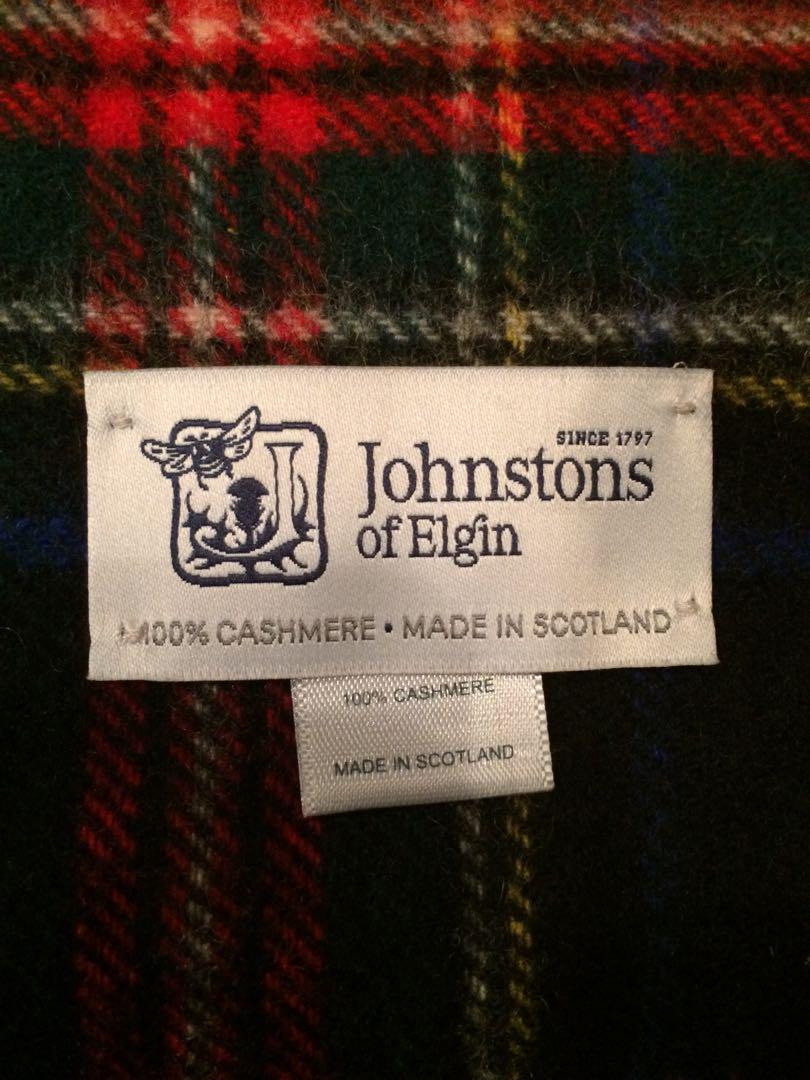 SINCE 1797
Johnstons
of Elgin
100% CASHMERE • MADE IN SCOTLAND
100% CASHMERE
MADE IN SCOTLAND